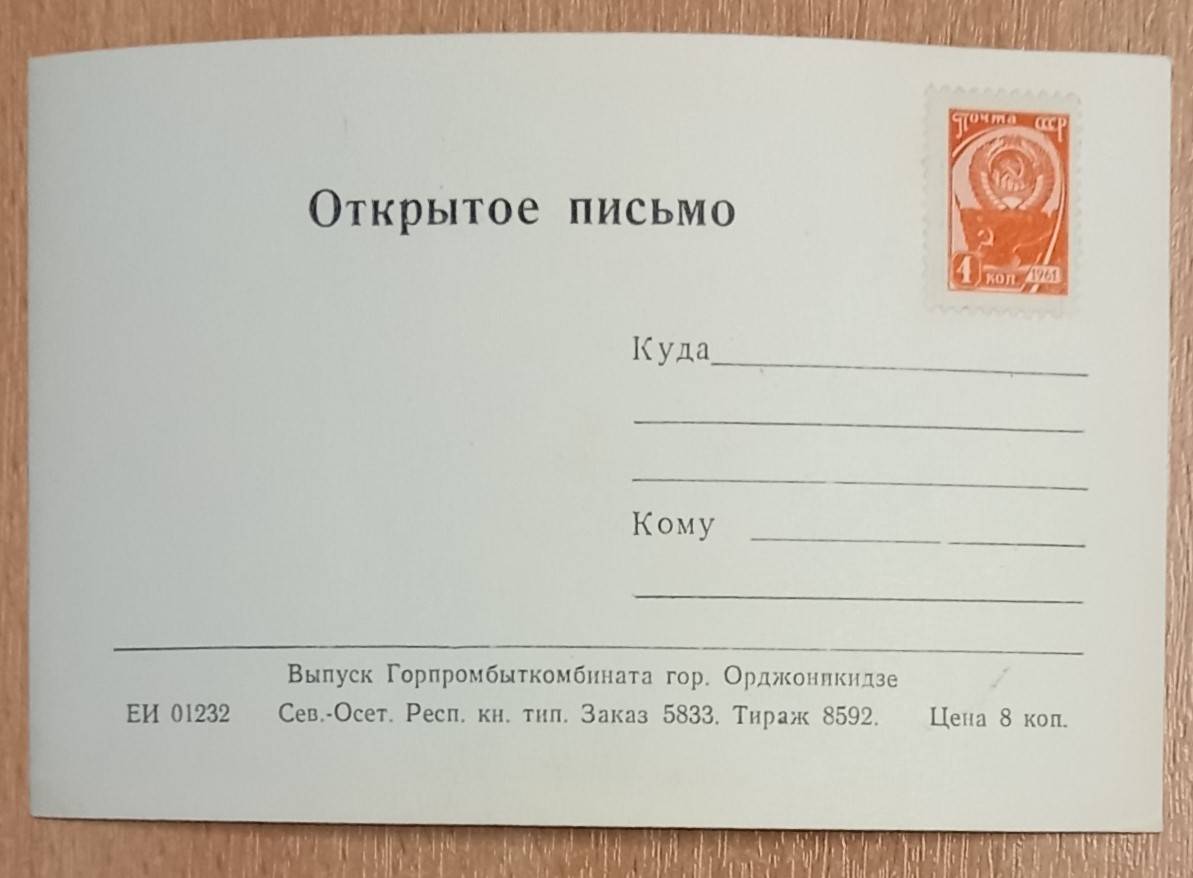 Почта СССР
4 коп. 1961
Открытое письмо
Куда
Кому
Выпуск Горпромбыткомбината гор. Орджоникидзе
ЕИ 01232 Сев.-Осет. Респ. кн. тип. Заказ 5833. Тираж 8592. Цена 8 коп.